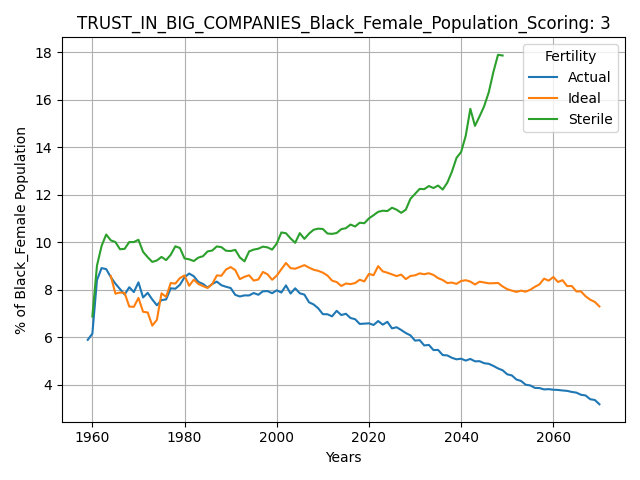 TRUST_IN_BIG_COMPANIES_Black_Female_Population_Scoring: 3
Fertility
Actual
Ideal
Sterile
% of Black_Female Population
18
16
14
12
10
8
6
4
1960 1980 2000 2020 2040 2060
Years